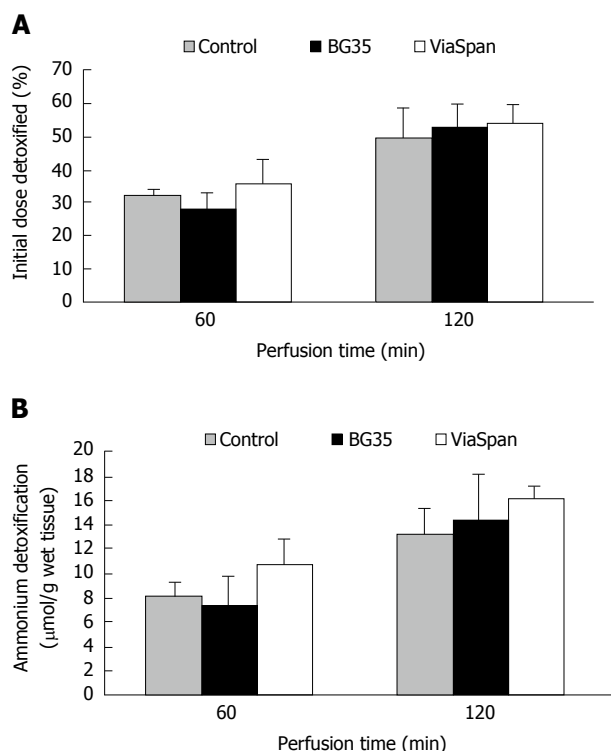 A
Control BG35 ViaSpan
Initial dose detoxified (%)
70
60
50
40
30
20
10
0
60 120
Perfusion time (min)
B
Control BG35 ViaSpan
Ammonium detoxification
(μmol/g wet tissue)
20
18
16
14
12
10
8
6
4
2
0
60 120
Perfusion time (min)